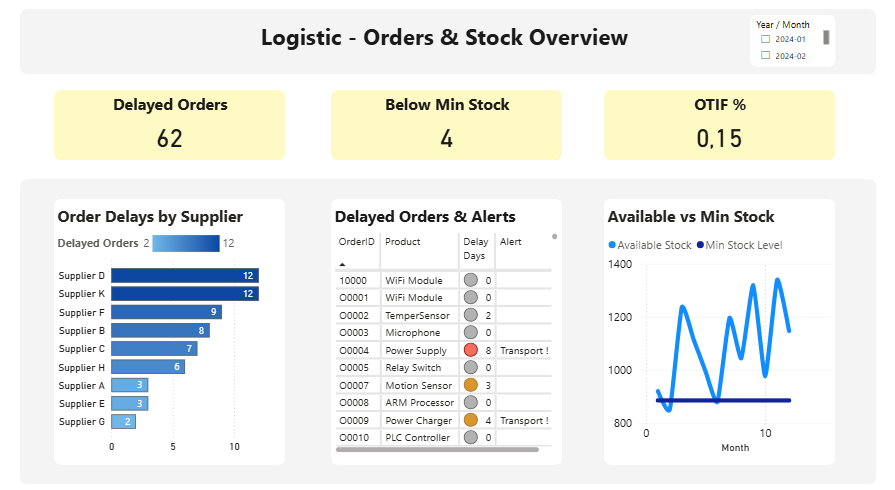 Logistic - Orders & Stock Overview
Year / Month
2024-01
2024-02
Delayed Orders
62
Below Min Stock
4
OTIF %
0,15
Order Delays by Supplier
Delayed Orders 2 12
Supplier D 12
Supplier K 12
Supplier F 9
Supplier B 8
Supplier C 7
Supplier H 6
Supplier A 3
Supplier E 3
Supplier G 2
0 5 10
Delayed Orders & Alerts
OrderID Product Delay Days Alert
10000 WiFi Module 0
O0001 WiFi Module 0
O0002 TemperSensor 2
O0003 Microphone 0
O0004 Power Supply 8 Transport !
O0005 Relay Switch 0
O0007 Motion Sensor 3
O0008 ARM Processor 0
O0009 Power Charger 4 Transport !
O0010 PLC Controller 0
Available vs Min Stock
Available Stock Min Stock Level
1400
1200
1000
800
0 10
Month